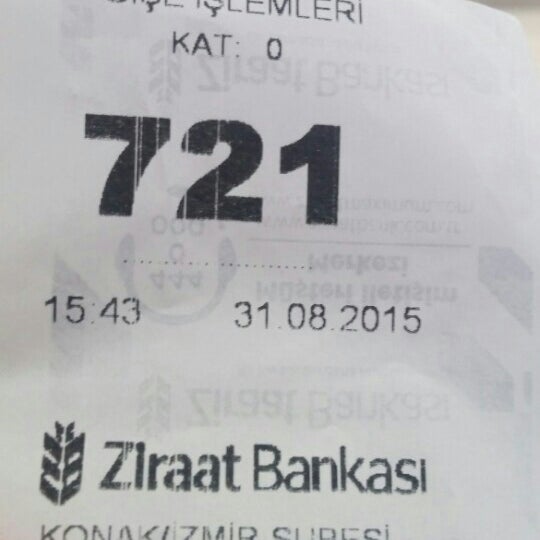 GİŞE İŞLEMLERİ
KAT: 0
721
15:43 31.08.2015
Ziraat Bankası
KONAK/İZMİR ŞUBESİ